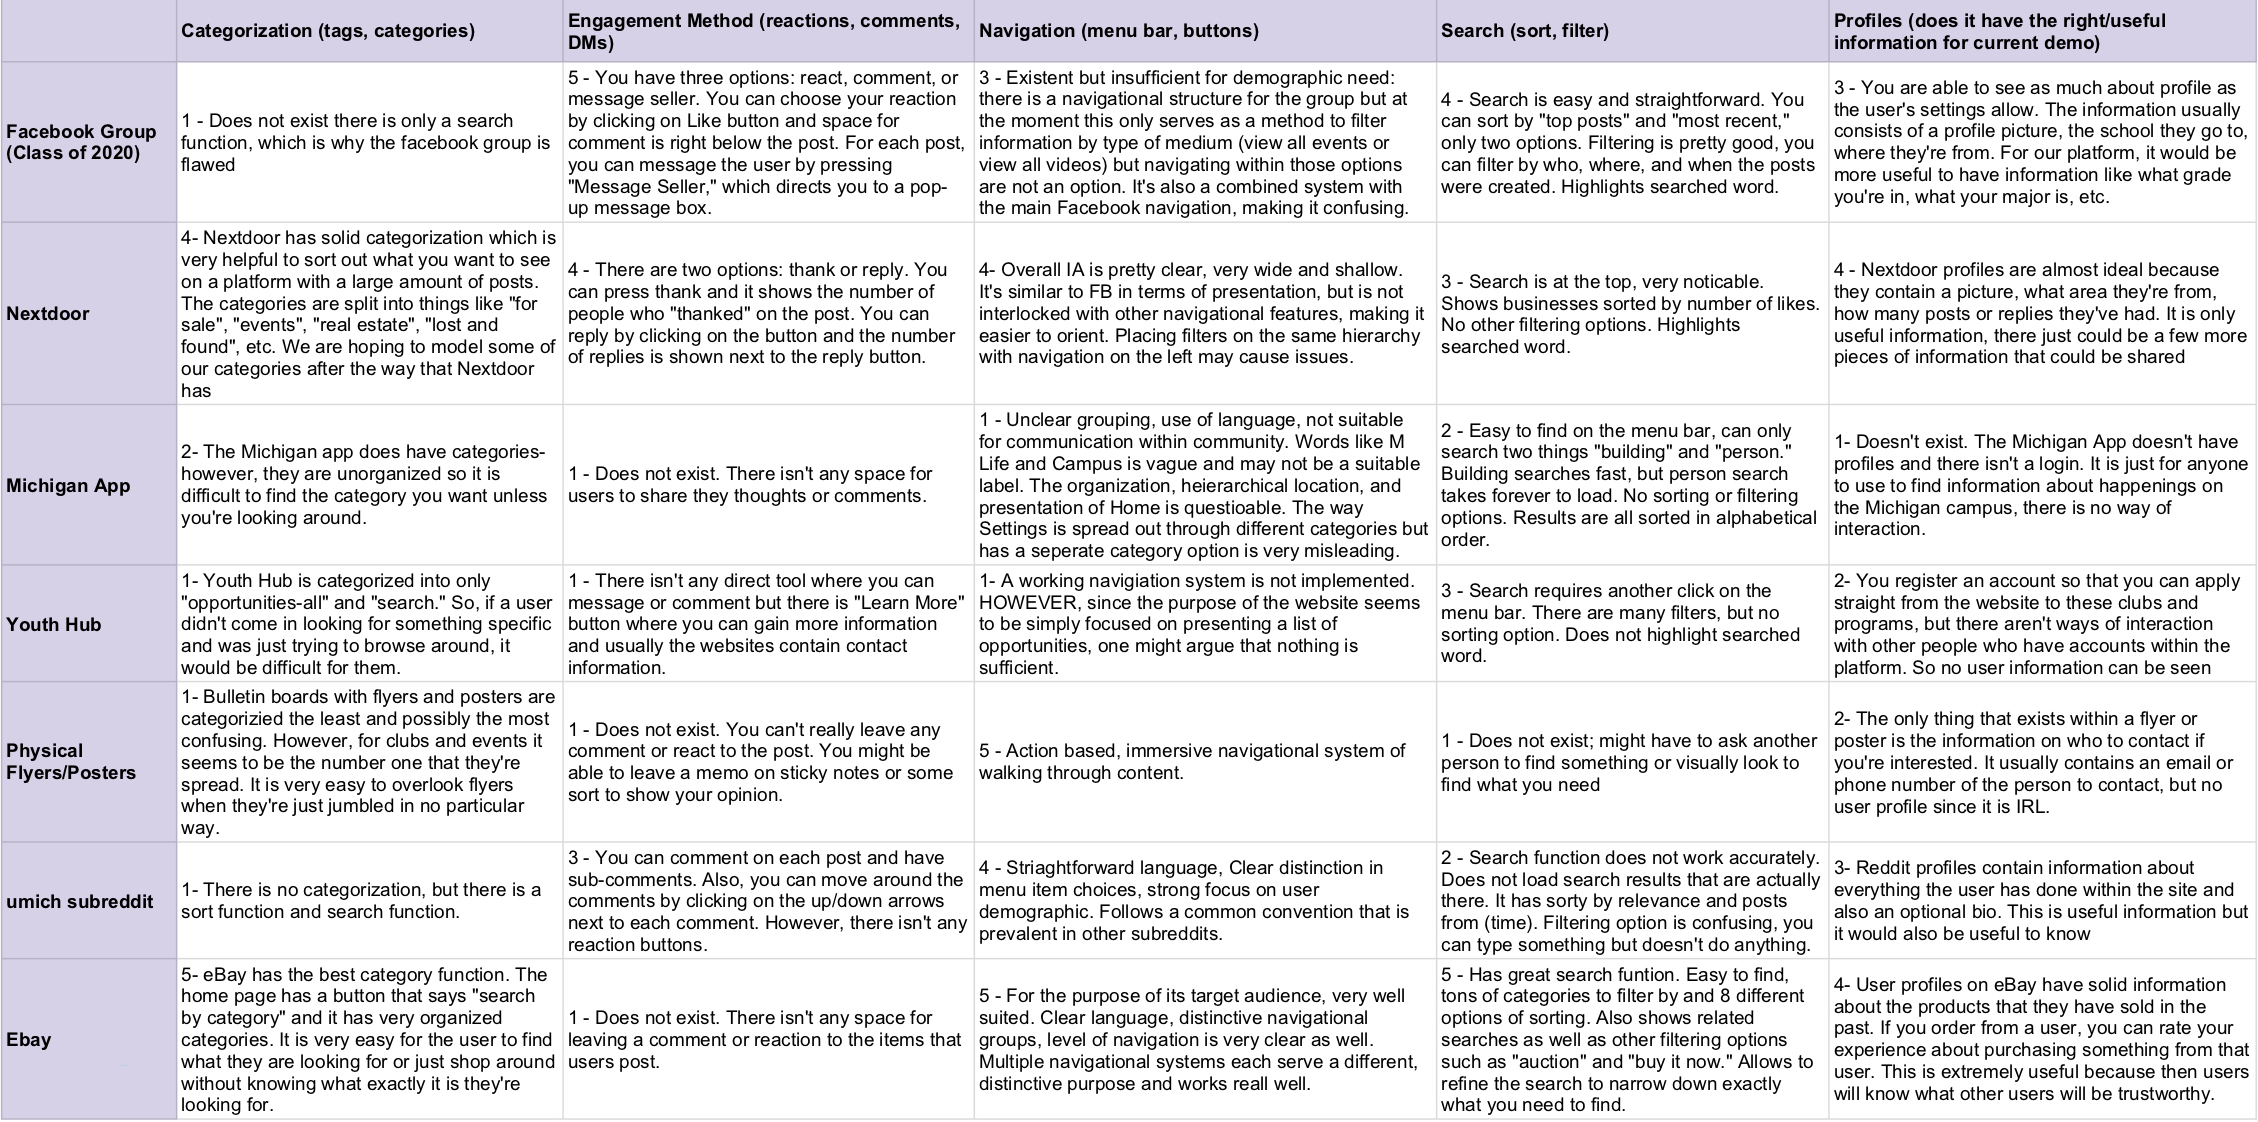 Categorization (tags, categories)
Engagement Method (reactions, comments,
DMs)
Navigation (menu bar, buttons)
Search (sort, filter)
Profiles (does it have the right/useful
information for current demo)
Facebook Group
(Class of 2020)
1 - Does not exist there is only a search
function, which is why the facebook group is
flawed
5 - You have three options: react, comment, or
message seller. You can choose your reaction
by clicking on Like button and space for
comment is right below the post. For each post,
you can message the user by pressing
"Message Seller," which directs you to a pop-
up message box.
3 - Existent but insufficient for demographic need:
there is a navigational structure for the group but at
the moment this only serves as a method to filter
information by type of medium (view all events or
view all videos) but navigating within those options
are not an option. It's also a combined system with
the main Facebook navigation, making it confusing.
4 - Search is easy and straightforward. You
can sort by "top posts" and "most recent,"
only two options. Filtering is pretty good, you
can filter by who, where, and when the posts
were created. Highlights searched word.
3 - You are able to see as much about profile as
the user's settings allow. The information usually
consists of a profile picture, the school they go to,
where they're from. For our platform, it would be
more useful to have information like what grade
you're in, what your major is, etc.
Nextdoor
4- Nextdoor has solid categorization which is
very helpful to sort out what you want to see
on a platform with a large amount of posts.
The categories are split into things like "for
sale", "events", "real estate", "lost and
found", etc. We are hoping to model some of
our categories after the way that Nextdoor
has
4 - There are two options: thank or reply. You
can press thank and it shows the number of
people who "thanked" on the post. You can
reply by clicking on the button and the number
of replies is shown next to the reply button.
4- Overall IA is pretty clear, very wide and shallow.
It's similar to FB in terms of presentation, but is not
interlocked with other navigational features, making it
easier to orient. Placing filters on the same hierarchy
with navigation on the left may cause issues.
3 - Search is at the top, very noticable.
Shows businesses sorted by number of likes.
No other filtering options. Highlights
searched word.
4 - Nextdoor profiles are almost ideal because
they contain a picture, what area they're from,
how many posts or replies they've had. It is only
useful information, there just could be a few more
pieces of information that could be shared
Michigan App
2- The Michigan app does have categories-
however, they are unorganized so it is
difficult to find the category you want unless
you're looking around.
1 - Does not exist. There isn't any space for
users to share they thoughts or comments.
1 - Unclear grouping, use of language, not suitable
for communication within community. Words like M
Life and Campus is vague and may not be a suitable
label. The organization, heierarchical location, and
presentation of Home is questioable. The way
Settings is spread out through different categories but
has a seperate category option is very misleading.
2 - Easy to find on the menu bar, can only
search two things "building" and "person."
Building searches fast, but person search
takes forever to load. No sorting or filtering
options. Results are all sorted in alphabetical
order.
1- Doesn't exist. The Michigan App doesn't have
profiles and there isn't a login. It is just for anyone
to use to find information about happenings on
the Michigan campus, there is no way of
interaction.
Youth Hub
1- Youth Hub is categorized into only
"opportunities-all" and "search." So, if a user
didn't come in looking for something specific
and was just trying to browse around, it
would be difficult for them.
1 - There isn't any direct tool where you can
message or comment but there is "Learn More"
button where you can gain more information
and usually the websites contain contact
information.
1- A working navigiation system is not implemented.
HOWEVER, since the purpose of the website seems
to be simply focused on presenting a list of
opportunities, one might argue that nothing is
sufficient.
3 - Search requires another click on the
menu bar. There are many filters, but no
sorting option. Does not highlight searched
word.
2- You register an account so that you can apply
straight from the website to these clubs and
programs, but there aren't ways of interaction
with other people who have accounts within the
platform. So no user information can be seen
Physical
Flyers/Posters
1- Bulletin boards with flyers and posters are
categorizied the least and possibly the most
confusing. However, for clubs and events it
seems to be the number one that they're
spread. It is very easy to overlook flyers
when they're just jumbled in no particular
way.
1 - Does not exist. You can't really leave any
comment or react to the post. You might be
able to leave a memo on sticky notes or some
sort to show your opinion.
5 - Action based, immersive navigational system of
walking through content.
1 - Does not exist; might have to ask another
person to find something or visually look to
find what you need
2- The only thing that exists within a flyer or
poster is the information on who to contact if
you're interested. It usually contains an email or
phone number of the person to contact, but no
user profile since it is IRL.
umich subreddit
1- There is no categorization, but there is a
sort function and search function.
3 - You can comment on each post and have
sub-comments. Also, you can move around the
comments by clicking on the up/down arrows
next to each comment. However, there isn't any
reaction buttons.
4 - Striaghtforward language, Clear distinction in
menu item choices, strong focus on user
demographic. Follows a common convention that is
prevalent in other subreddits.
2 - Search function does not work accurately.
Does not load search results that are actually
there. It has sorty by relevance and posts
from (time). Filtering option is confusing, you
can type something but doesn't do anything.
3- Reddit profiles contain information about
everything the user has done within the site and
also an optional bio. This is useful information but
it would also be useful to know
Ebay
5- eBay has the best category function. The
home page has a button that says "search
by category" and it has very organized
categories. It is very easy for the user to find
what they are looking for or just shop around
without knowing what exactly it is they're
looking for.
1 - Does not exist. There isn't any space for
leaving a comment or reaction to the items that
users post.
5 - For the purpose of its target audience, very well
suited. Clear language, distinctive navigational
groups, level of navigation is very clear as well.
Multiple navigational systems each serve a different,
distinctive purpose and works reall well.
5 - Has great search funtion. Easy to find,
tons of categories to filter by and 8 different
options of sorting. Also shows related
searches as well as other filtering options
such as "auction" and "buy it now." Allows to
refine the search to narrow down exactly
what you need to find.
4- User profiles on eBay have solid information
about the products that they have sold in the
past. If you order from a user, you can rate your
experience about purchasing something from that
user. This is extremely useful because then users
will know what other users will be trustworthy.